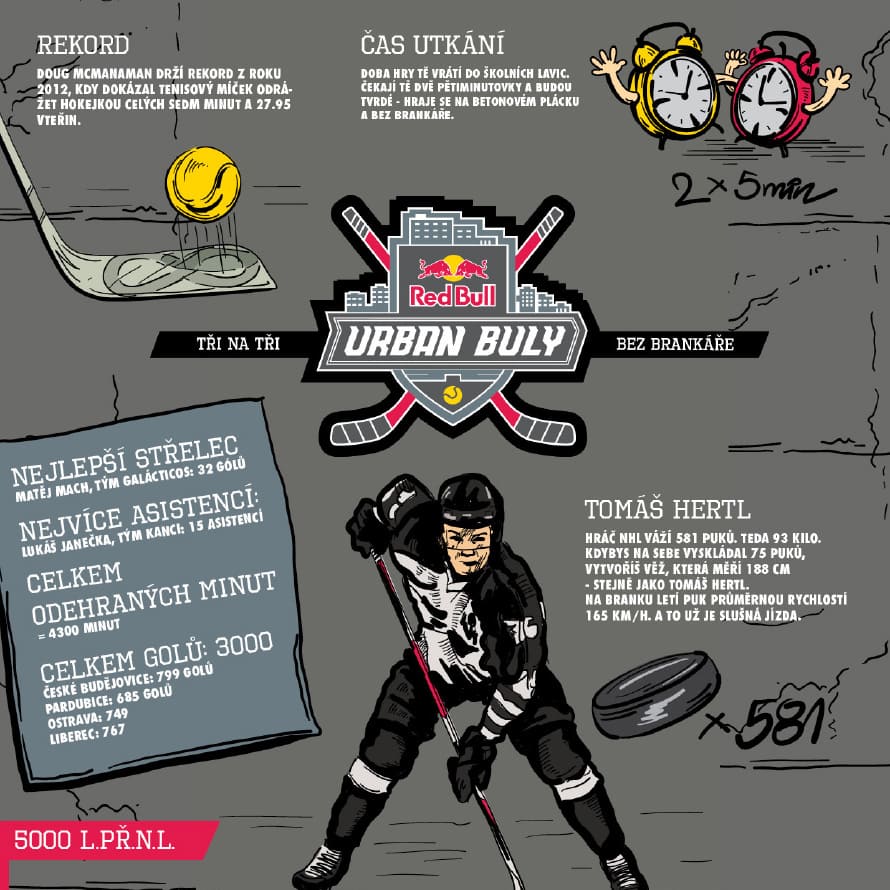 REKORD
DOUG MCMANAMAN DRŽÍ REKORD Z ROKU
2012, KDY DOKÁZAL TENISOVÝ MÍČEK ODRÁ-
ŽET HOKEJKOU CELÝCH SEDM MINUT A 27.95
VTEŘIN.
ČAS UTKÁNÍ
DOBA HRY TĚ VRÁTÍ DO ŠKOLNÍCH LAVIC.
ČEKAJÍ TĚ DVĚ PĚTIMINUTOVKY A BUDOU
TVRDÉ - HRAJE SE NA BETONOVÉM PLÁCKU
A BEZ BRANKÁŘE.
2 × 5 min
Red Bull
TŘI NA TŘI
URBAN BULY
BEZ BRANKÁŘE
NEJLEPŠÍ STŘELEC
MATĚJ MACH, TÝM GALÁCTICOS: 32 GÓLŮ
NEJVÍCE ASISTENCÍ:
LUKÁŠ JANEČKA, TÝM KANCI: 15 ASISTENCÍ
CELKEM
ODEHRANÝCH MINUT
= 4300 MINUT
CELKEM GOLŮ: 3000
ČESKÉ BUDĚJOVICE: 799 GOLŮ
PARDUBICE: 685 GOLŮ
OSTRAVA: 749
LIBEREC: 767
TOMÁŠ HERTL
HRÁČ NHL VÁŽÍ 581 PUKŮ. TEDA 93 KILO.
KDYBYS NA SEBE VYSKLÁDAL 75 PUKŮ,
VYTVOŘÍŠ VĚŽ, KTERÁ MĚŘÍ 188 CM
- STEJNĚ JAKO TOMÁŠ HERTL.
NA BRANKU LETÍ PUK PRŮMĚRNOU RYCHLOSTÍ
165 KM/H. A TO UŽ JE SLUŠNÁ JÍZDA.
× 581
5000 L.PŘ.N.L.